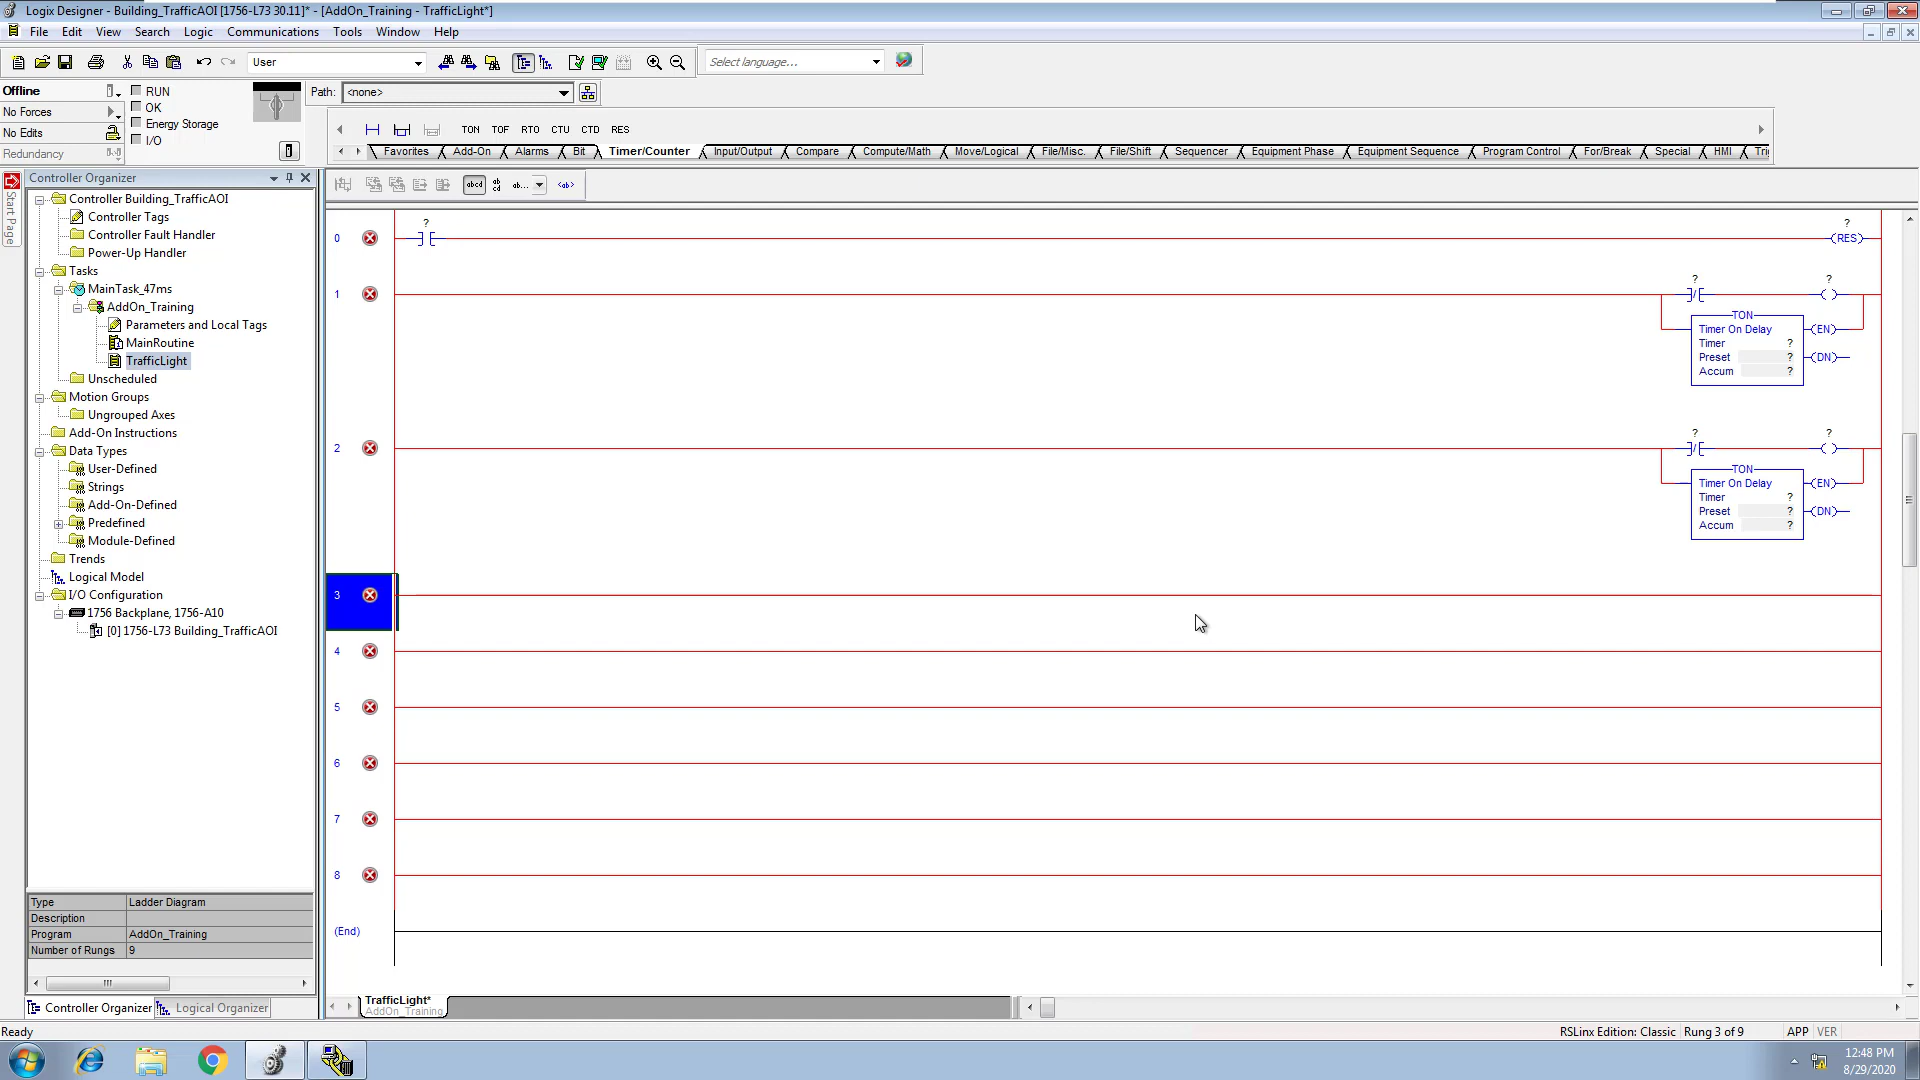 Logix Designer - Building_TrafficAOI [1756-L73 30.11]* - [AddOn_Training - TrafficLight*]
File Edit View Search Logic Communications Tools Window Help
User
Select language...
Offline
RUN
Path: <none>
No Forces
OK
No Edits
Energy Storage
Redundancy
I/O
TON TOF RTO CTU CTD RES
Favorites Add-On Alarms Bit Timer/Counter Input/Output Compare Compute/Math Move/Logical File/Misc. File/Shift Sequencer Equipment Phase Equipment Sequence Program Control For/Break Special HMI
Start Page
Controller Organizer
Controller Building_TrafficAOI
Controller Tags
Controller Fault Handler
Power-Up Handler
Tasks
MainTask_47ms
AddOn_Training
Parameters and Local Tags
MainRoutine
TrafficLight
Unscheduled
Motion Groups
Ungrouped Axes
Add-On Instructions
Data Types
User-Defined
Strings
Add-On-Defined
Predefined
Module-Defined
Trends
Logical Model
I/O Configuration
1756 Backplane, 1756-A10
[0] 1756-L73 Building_TrafficAOI
Type Ladder Diagram
Description
Program AddOn_Training
Number of Rungs 9
Controller Organizer Logical Organizer
abcd
ab
cd
ab...
<ab>
? ?
0 RES
? ?
1
TON
Timer On Delay EN
Timer ?
Preset ? DN
Accum ?
? ?
2
TON
Timer On Delay EN
Timer ?
Preset ? DN
Accum ?
3
4
5
6
7
8
(End)
TrafficLight*
AddOn_Training
Ready
RSLinx Edition: Classic Rung 3 of 9 APP VER
12:48 PM
8/29/2020